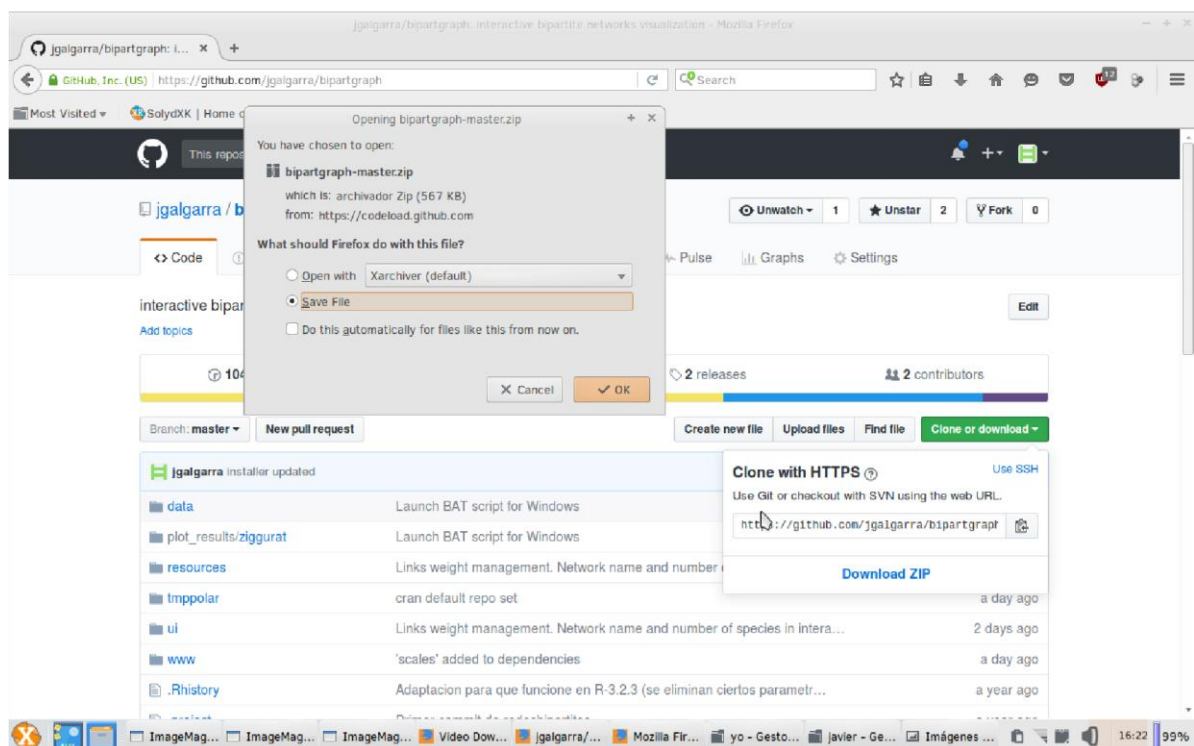 jgalgarra/bipartgraph: interactive bipartite networks visualization - Mozilla Firefox
jgalgarra/bipartgraph: i... × +
GitHub, Inc. (US) https://github.com/jgalgarra/bipartgraph Search 12
Most Visited SolydXK | Home
Opening bipartgraph-master.zip
You have chosen to open:
bipartgraph-master.zip
which is: archivador Zip (567 KB)
from: https://codeload.github.com
What should Firefox do with this file?
Open with Xarchiver (default)
Save File
Do this automatically for files like this from now on.
Cancel OK
This repos
jgalgarra / b Unwatch 1 Unstar 2 Fork 0
Code Pulse Graphs Settings
interactive bipar Edit
Add topics
104 2 releases 2 contributors
Branch: master New pull request Create new file Upload files Find file Clone or download
jgalgarra installer updated
Clone with HTTPS Use SSH
Use Git or checkout with SVN using the web URL.
https://github.com/jgalgarra/bipartgraph
Download ZIP
data Launch BAT script for Windows
plot_results/ziggurat Launch BAT script for Windows
resources Links weight management. Network name and number
tmppolar cran default repo set a day ago
ui Links weight management. Network name and number of species in intera... 2 days ago
www 'scales' added to dependencies a day ago
.Rhistory Adaptacion para que funcione en R-3.2.3 (se eliminan ciertos parametr... a year ago
ImageMag... ImageMag... ImageMag... Video Dow... jgalgarra/... Mozilla Fir... yo - Gesto... javier - Ge... Imágenes ... 16:22 99%